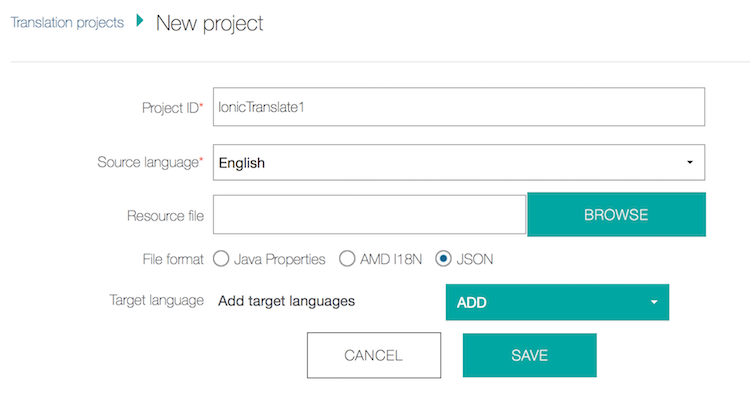 Translation projects New project
Project ID* IonicTranslate1
Source language* English
Resource file BROWSE
File format Java Properties AMD I18N JSON
Target language Add target languages ADD
CANCEL SAVE